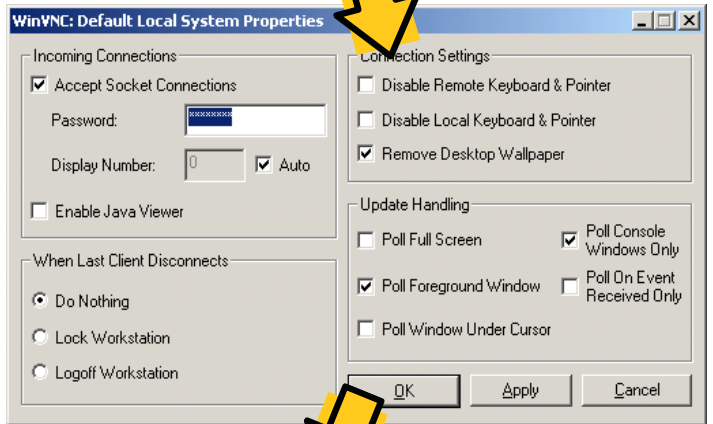 WinVNC: Default Local System Properties
Incoming Connections
Accept Socket Connections
Password:
********
Display Number:
0
Auto
Enable Java Viewer
When Last Client Disconnects
Do Nothing
Lock Workstation
Logoff Workstation
Connection Settings
Disable Remote Keyboard & Pointer
Disable Local Keyboard & Pointer
Remove Desktop Wallpaper
Update Handling
Poll Full Screen
Poll Console
Windows Only
Poll Foreground Window
Poll On Event
Received Only
Poll Window Under Cursor
OK
Apply
Cancel